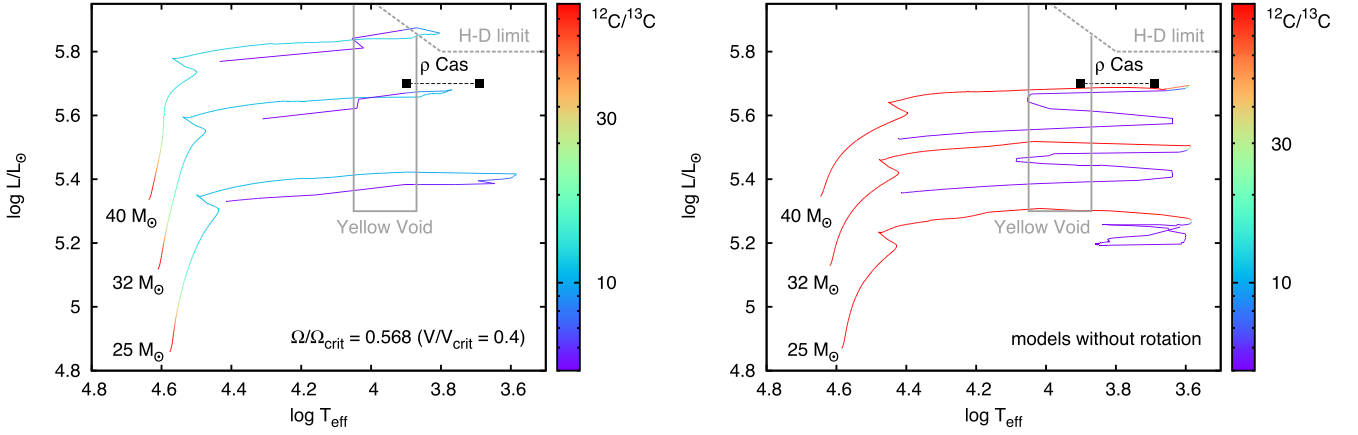 5.8
5.6
5.4
5.2
5
4.8
log L/L⊙
4.8
4.6
4.4
4.2
4
3.8
3.6
log Teff
H-D limit
ρ Cas
Yellow Void
40 M⊙
32 M⊙
25 M⊙
Ω/Ωcrit = 0.568 (V/Vcrit = 0.4)
12C/13C
30
10
5.8
5.6
5.4
5.2
5
4.8
log L/L⊙
4.8
4.6
4.4
4.2
4
3.8
3.6
log Teff
H-D limit
ρ Cas
Yellow Void
40 M⊙
32 M⊙
25 M⊙
models without rotation
12C/13C
30
10